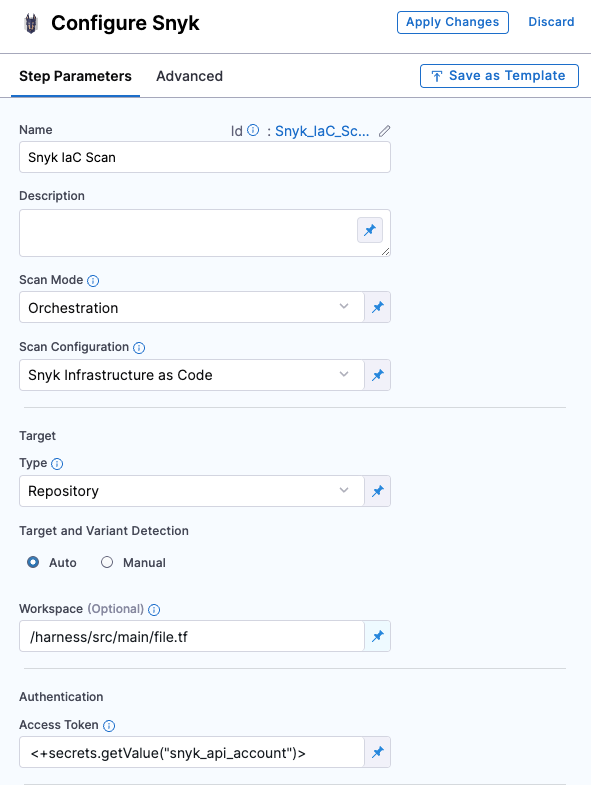 Configure Snyk
Apply Changes
Discard
Step Parameters
Advanced
Save as Template
Name
Id : Snyk_IaC_Sc...
Snyk IaC Scan
Description
Scan Mode
Orchestration
Scan Configuration
Snyk Infrastructure as Code
Target
Type
Repository
Target and Variant Detection
Auto
Manual
Workspace (Optional)
/harness/src/main/file.tf
Authentication
Access Token
<+secrets.getValue("snyk_api_account")>